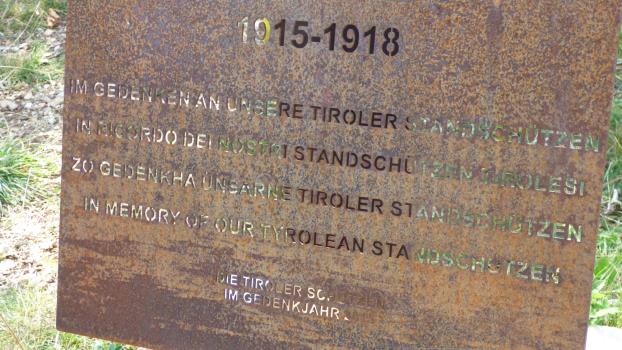 1915-1918
IM GEDENKEN AN UNSERE TIROLER STANDSCHÜTZEN
IN RICORDO DEI NOSTRI STANDSCHÜTZEN TIROLESI
ZO GEDENKHA UNSARNE TIROLER STANDSCHÜTZEN
IN MEMORY OF OUR TYROLEAN STANDSCHÜTZEN
DIE TIROLER SCHÜTZEN
IM GEDENKJAHR